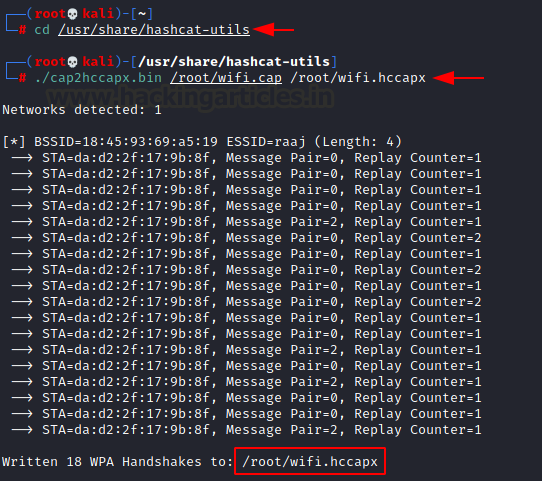 ┌──(root💀kali)-[~]
└─# cd /usr/share/hashcat-utils
┌──(root💀kali)-[/usr/share/hashcat-utils]
└─# ./cap2hccapx.bin /root/wifi.cap /root/wifi.hccapx
www.hackingarticles.in
Networks detected: 1
[*] BSSID=18:45:93:69:a5:19 ESSID=raaj (Length: 4)
--> STA=da:d2:2f:17:9b:8f, Message Pair=0, Replay Counter=1
--> STA=da:d2:2f:17:9b:8f, Message Pair=0, Replay Counter=1
--> STA=da:d2:2f:17:9b:8f, Message Pair=0, Replay Counter=1
--> STA=da:d2:2f:17:9b:8f, Message Pair=0, Replay Counter=1
--> STA=da:d2:2f:17:9b:8f, Message Pair=2, Replay Counter=1
--> STA=da:d2:2f:17:9b:8f, Message Pair=0, Replay Counter=2
--> STA=da:d2:2f:17:9b:8f, Message Pair=0, Replay Counter=1
--> STA=da:d2:2f:17:9b:8f, Message Pair=0, Replay Counter=2
--> STA=da:d2:2f:17:9b:8f, Message Pair=0, Replay Counter=1
--> STA=da:d2:2f:17:9b:8f, Message Pair=0, Replay Counter=2
--> STA=da:d2:2f:17:9b:8f, Message Pair=0, Replay Counter=1
--> STA=da:d2:2f:17:9b:8f, Message Pair=0, Replay Counter=1
--> STA=da:d2:2f:17:9b:8f, Message Pair=2, Replay Counter=1
--> STA=da:d2:2f:17:9b:8f, Message Pair=0, Replay Counter=1
--> STA=da:d2:2f:17:9b:8f, Message Pair=2, Replay Counter=1
--> STA=da:d2:2f:17:9b:8f, Message Pair=2, Replay Counter=1
--> STA=da:d2:2f:17:9b:8f, Message Pair=0, Replay Counter=1
--> STA=da:d2:2f:17:9b:8f, Message Pair=2, Replay Counter=1
Written 18 WPA Handshakes to: /root/wifi.hccapx